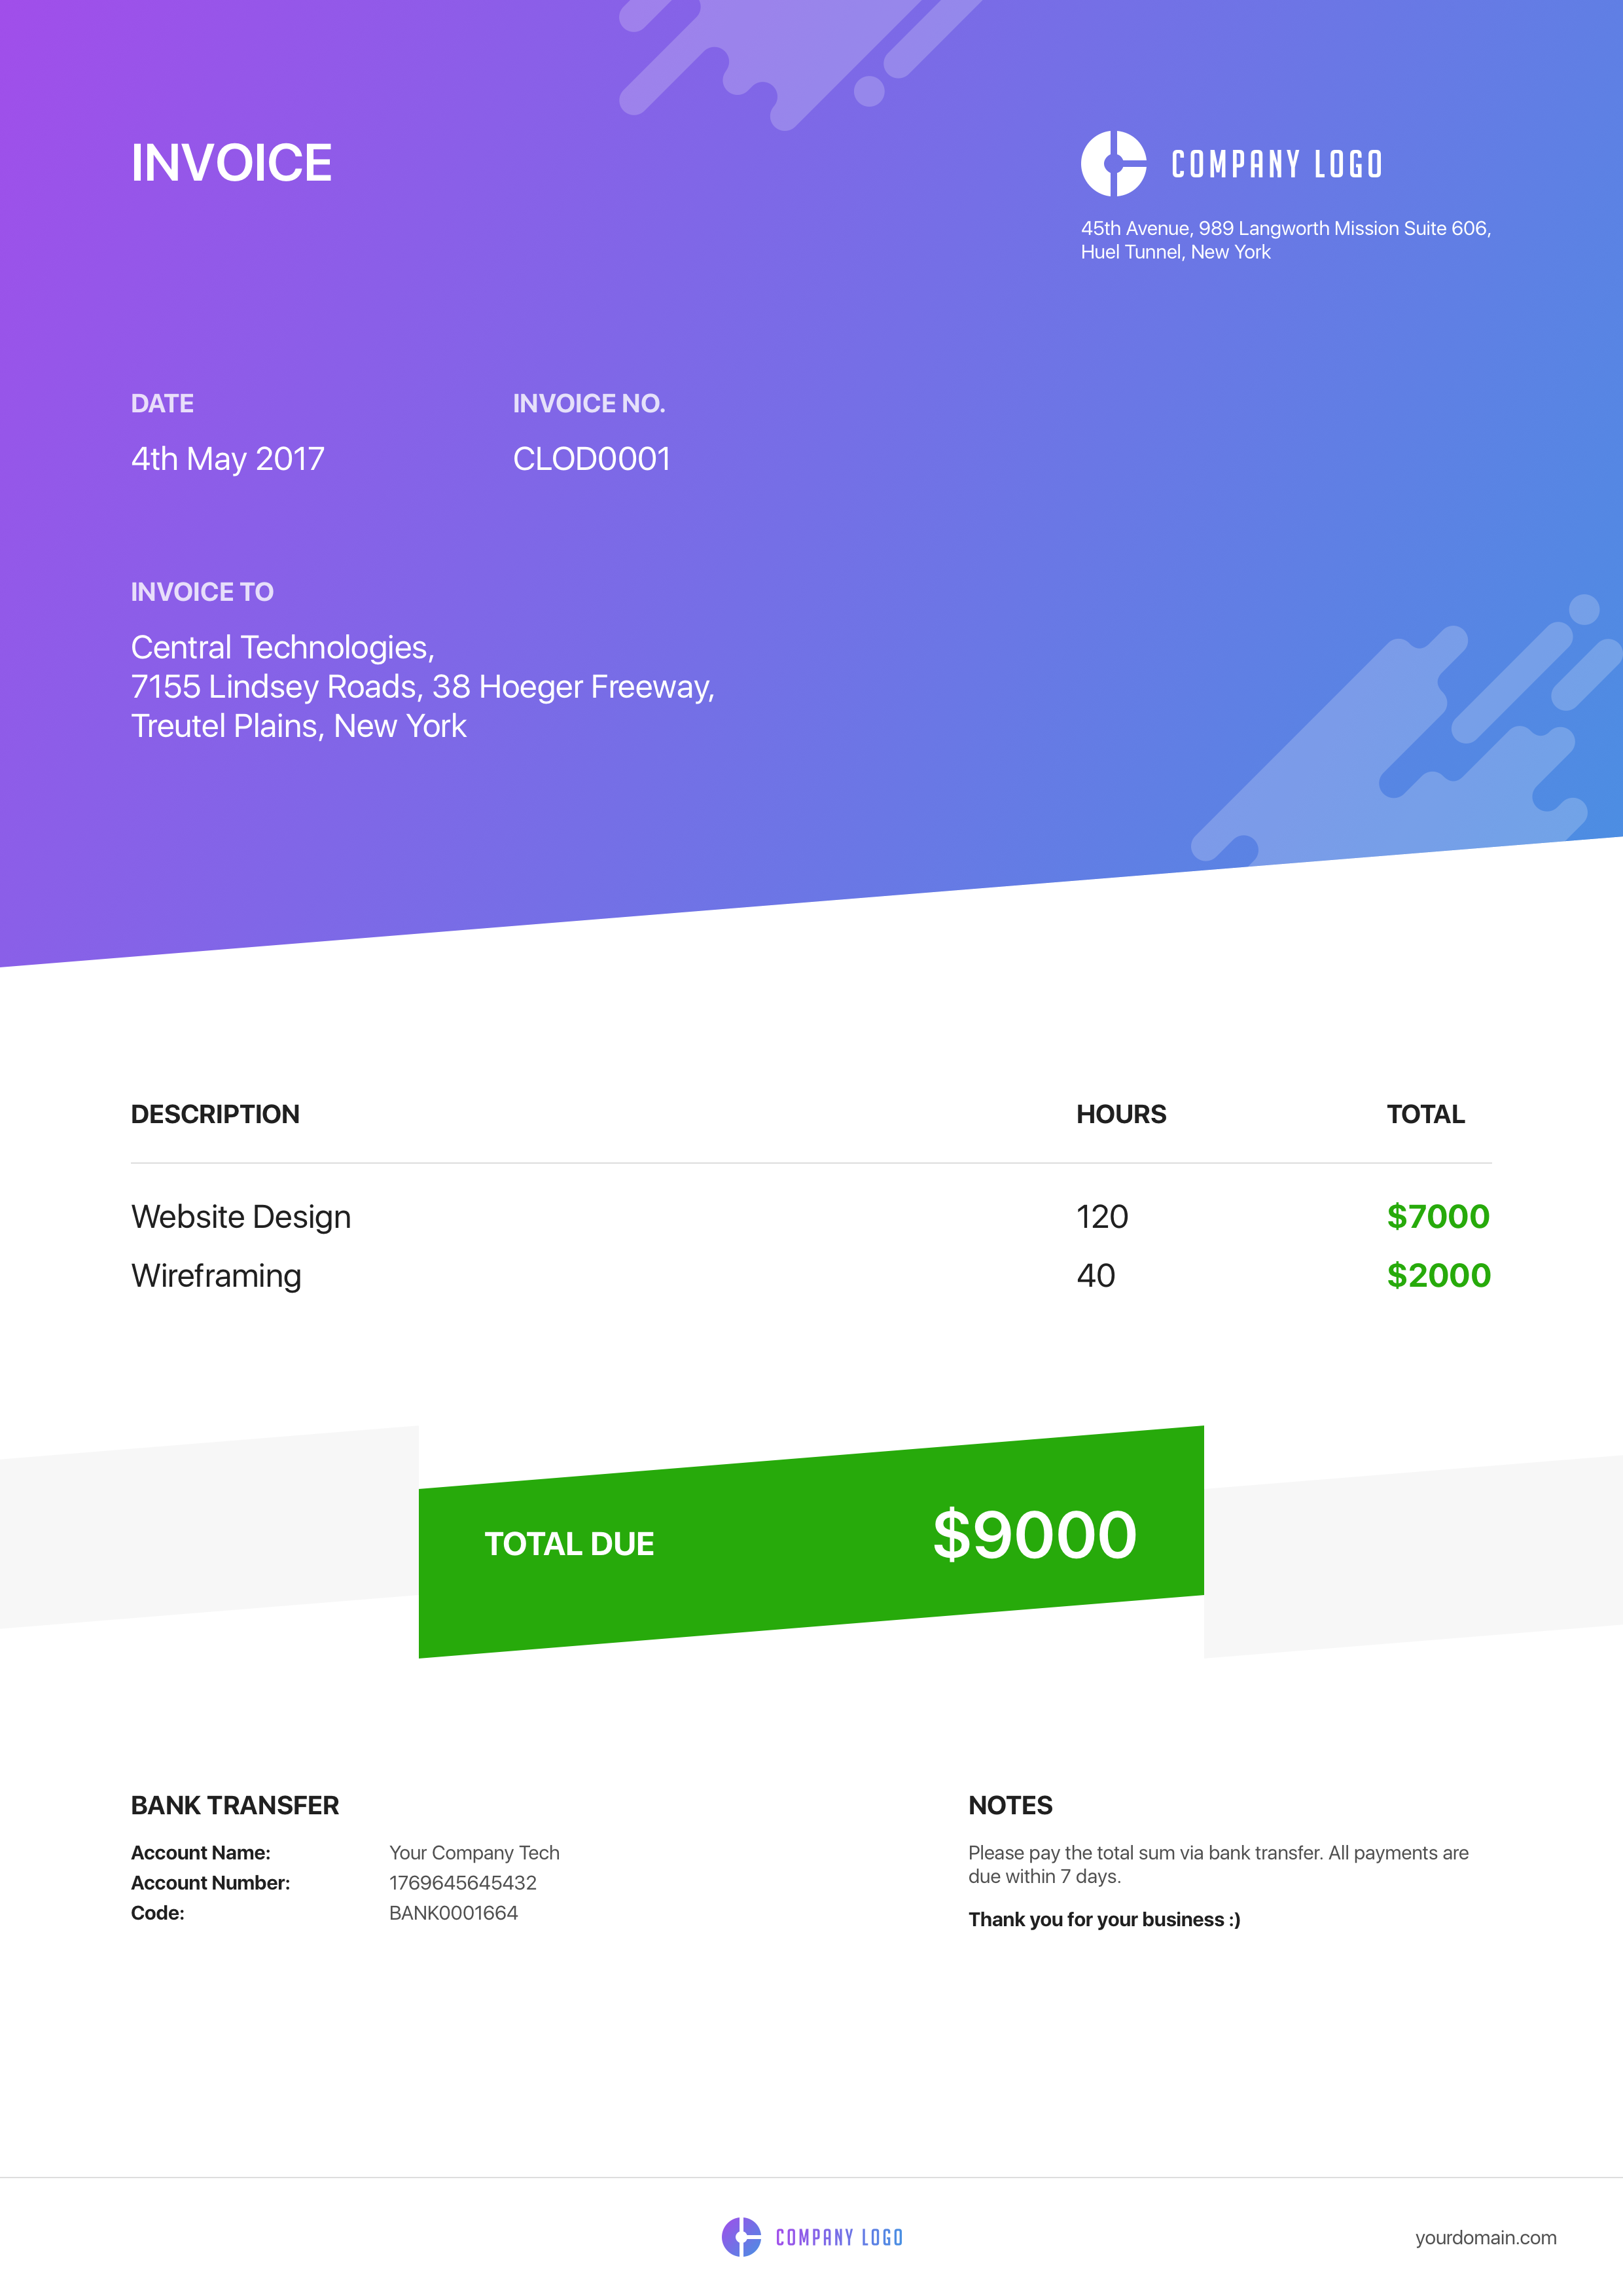 INVOICE
COMPANY LOGO
45th Avenue, 989 Langworth Mission Suite 606,
Huel Tunnel, New York
DATE
INVOICE NO.
4th May 2017
CLOD0001
INVOICE TO
Central Technologies,
7155 Lindsey Roads, 38 Hoeger Freeway,
Treutel Plains, New York
DESCRIPTION HOURS TOTAL
Website Design 120 $7000
Wireframing 40 $2000
TOTAL DUE $9000
BANK TRANSFER
Account Name: Your Company Tech
Account Number: 1769645645432
Code: BANK0001664
NOTES
Please pay the total sum via bank transfer. All payments are
due within 7 days.
Thank you for your business :)
COMPANY LOGO
yourdomain.com